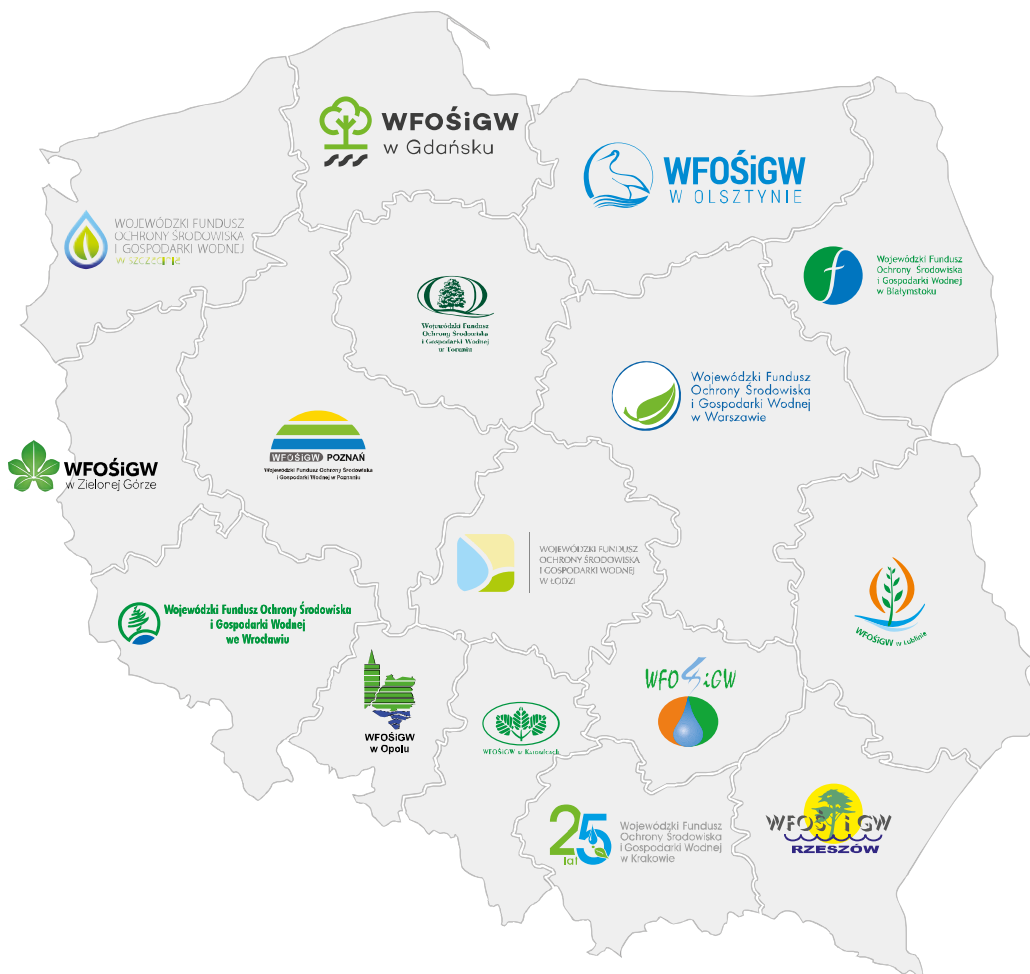 WFOŚiGW
w Gdańsku
WFOŚiGW
W OLSZTYNIE
WOJEWÓDZKI FUNDUSZ
OCHRONY ŚRODOWISKA
I GOSPODARKI WODNEJ
w szczecinie
Wojewódzki Fundusz
Ochrony Środowiska
i Gospodarki Wodnej
w Białymstoku
Wojewódzki Fundusz
Ochrony Środowiska
i Gospodarki Wodnej
w Toruniu
Wojewódzki Fundusz
Ochrony Środowiska
i Gospodarki Wodnej
w Warszawie
WFOŚiGW POZNAŃ
Wojewódzki Fundusz Ochrony Środowiska
i Gospodarki Wodnej w Poznaniu
WFOŚiGW
w Zielonej Górze
WOJEWÓDZKI FUNDUSZ
OCHRONY ŚRODOWISKA
I GOSPODARKI WODNEJ
W ŁODZI
WFOŚiGW w Lublinie
Wojewódzki Fundusz Ochrony Środowiska
i Gospodarki Wodnej
we Wrocławiu
WFOŚiGW
WFOŚiGW
w Opolu
WFOŚiGW w Katowicach
25
lat
Wojewódzki Fundusz
Ochrony Środowiska
i Gospodarki Wodnej
w Krakowie
WFOŚiGW
RZESZÓW